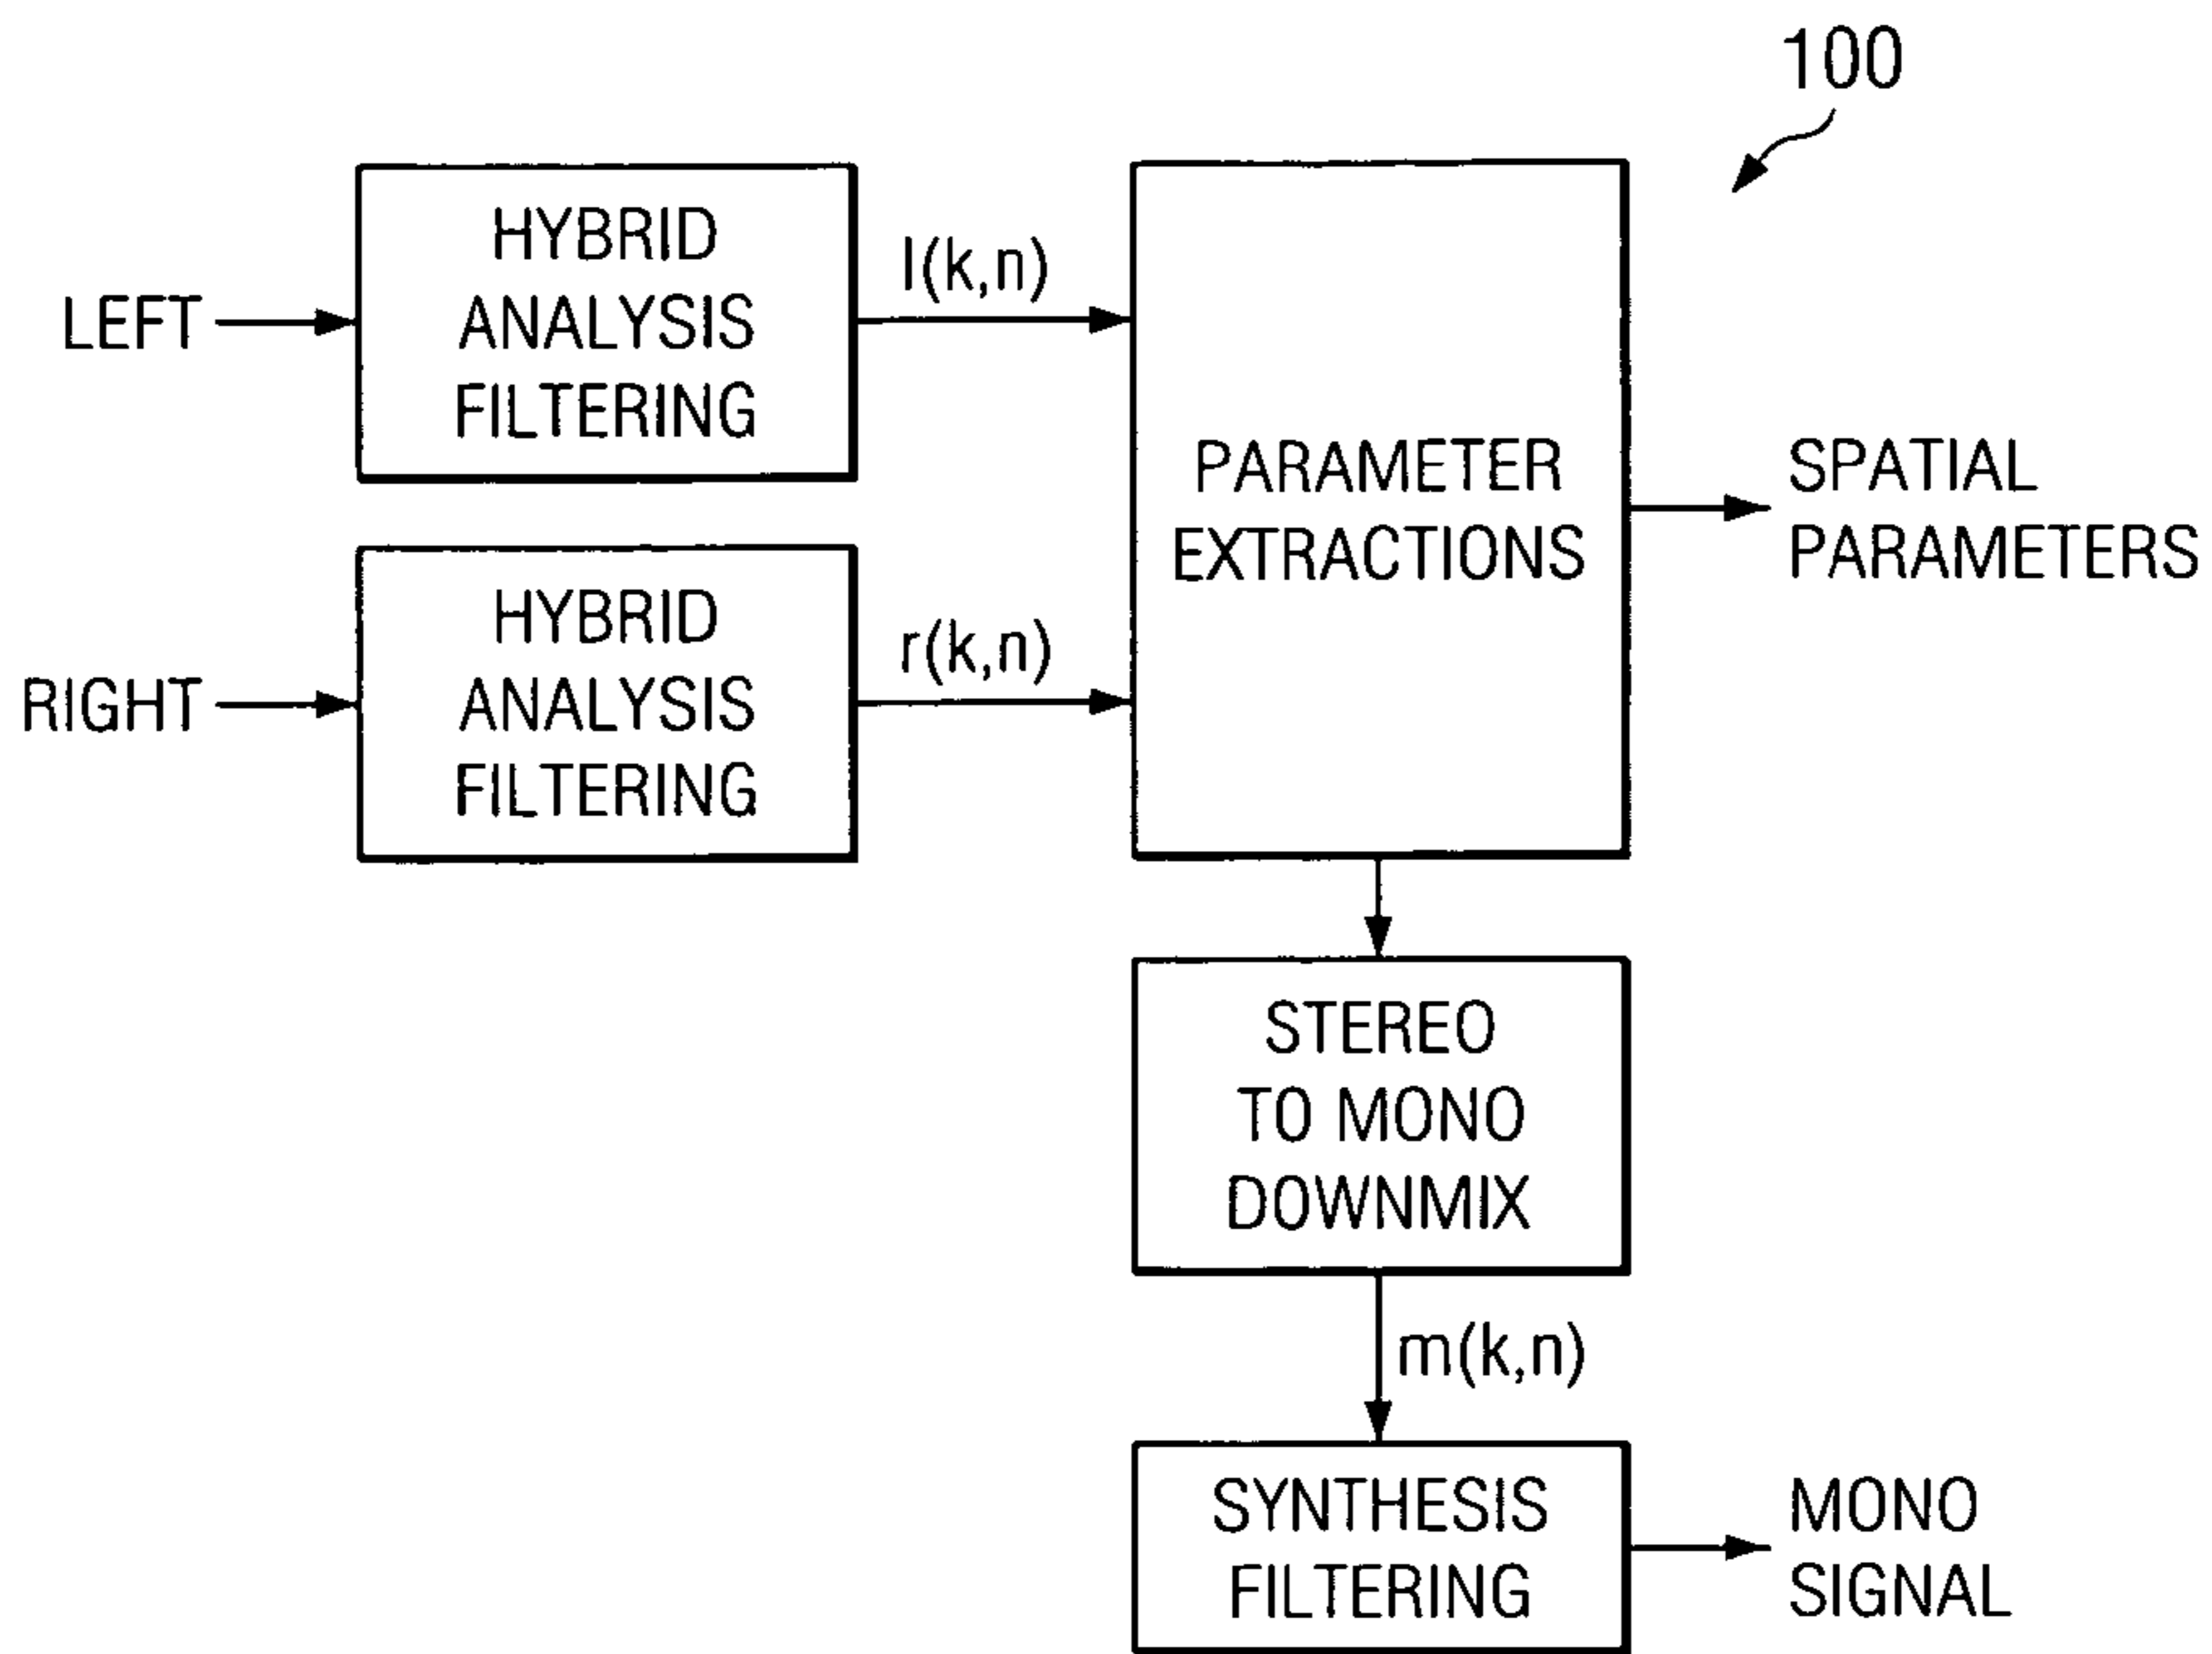 100
HYBRID
ANALYSIS
FILTERING
LEFT
l(k,n)
HYBRID
ANALYSIS
FILTERING
RIGHT
r(k,n)
PARAMETER
EXTRACTIONS
SPATIAL
PARAMETERS
STEREO
TO MONO
DOWNMIX
m(k,n)
SYNTHESIS
FILTERING
MONO
SIGNAL